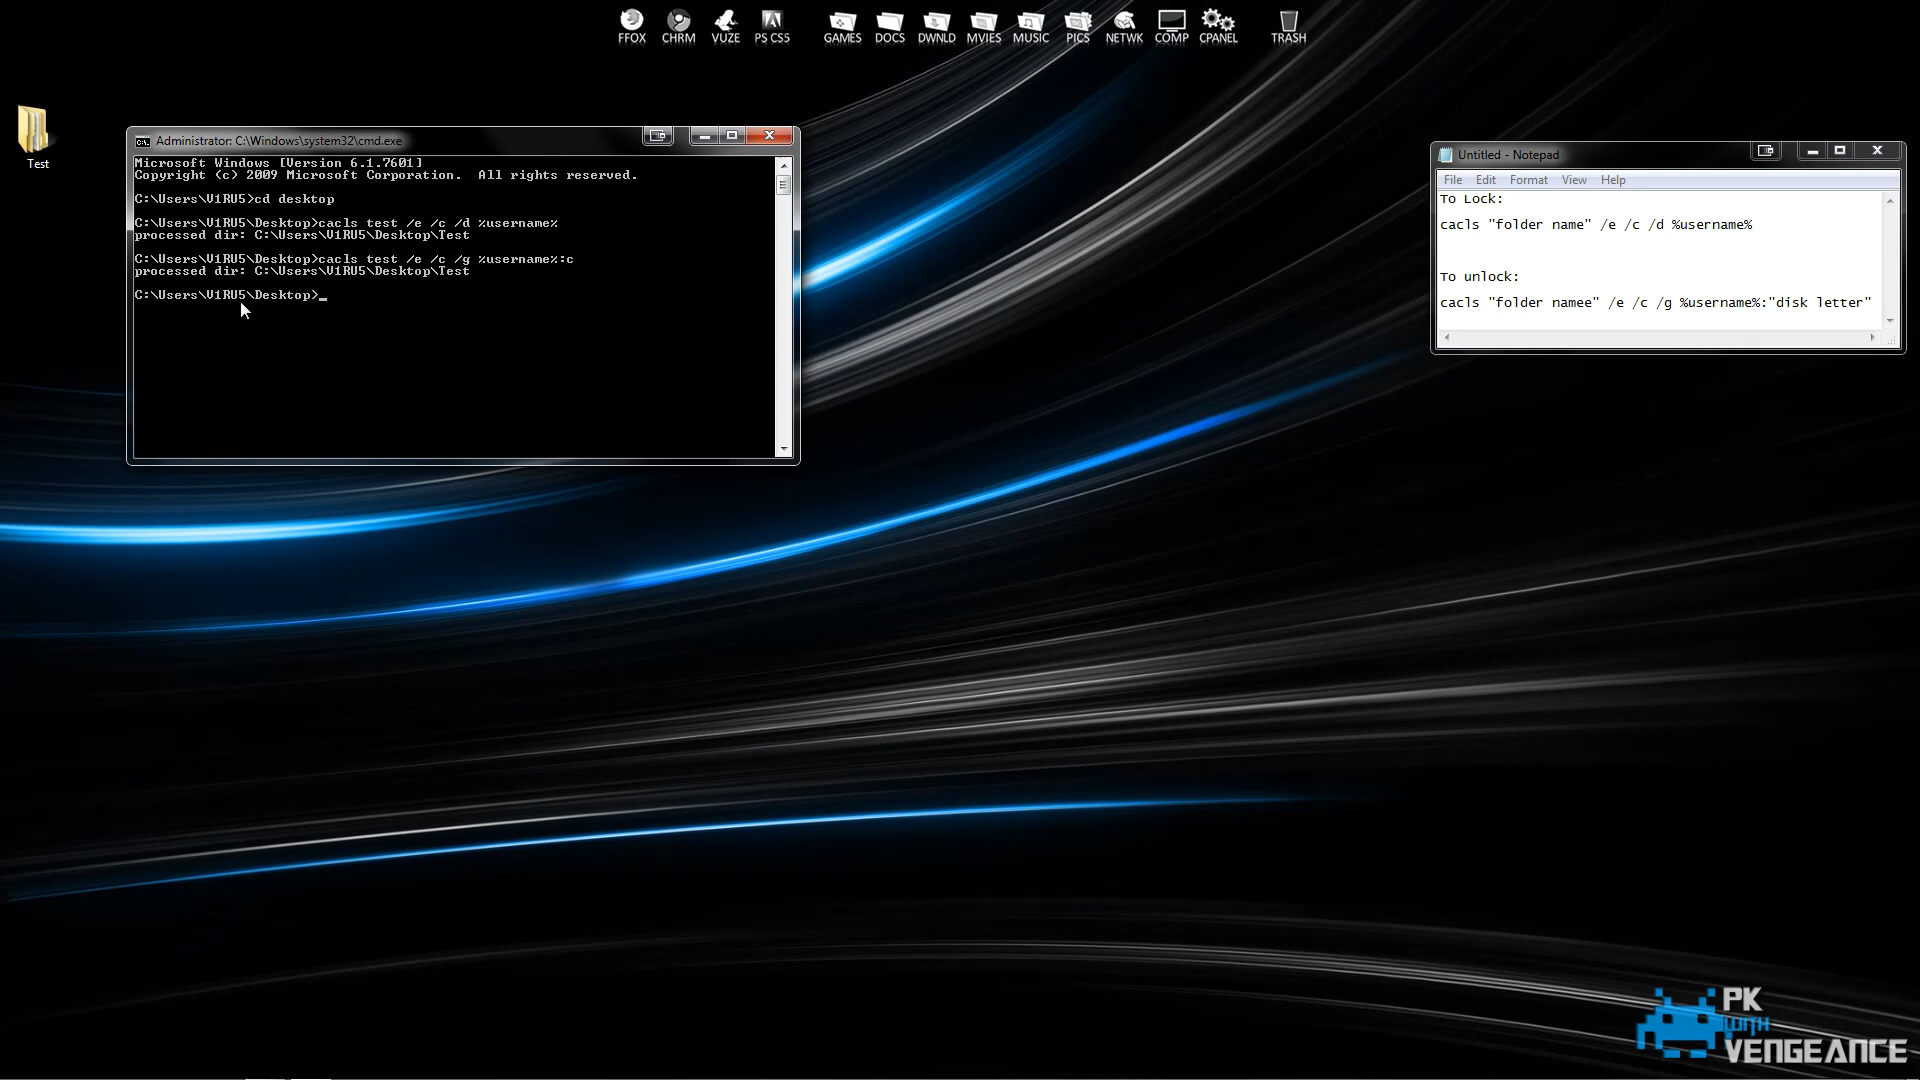 FFOX CHRM VUZE PS CS5 GAMES DOCS DWNLD MVIES MUSIC PICS NETWK COMP CPANEL TRASH
Test
Administrator: C:\Windows\system32\cmd.exe
Microsoft Windows [Version 6.1.7601]
Copyright (c) 2009 Microsoft Corporation.  All rights reserved.
C:\Users\V1RU5>cd desktop
C:\Users\V1RU5\Desktop>cacls test /e /c /d %username%
processed dir: C:\Users\V1RU5\Desktop\Test
C:\Users\V1RU5\Desktop>cacls test /e /c /g %username%:c
processed dir: C:\Users\V1RU5\Desktop\Test
C:\Users\V1RU5\Desktop>_
Untitled - Notepad
File Edit Format View Help
To Lock:
cacls "folder name" /e /c /d %username%
To unlock:
cacls "folder namee" /e /c /g %username%:"disk letter"
PK
WITH
VENGEANCE